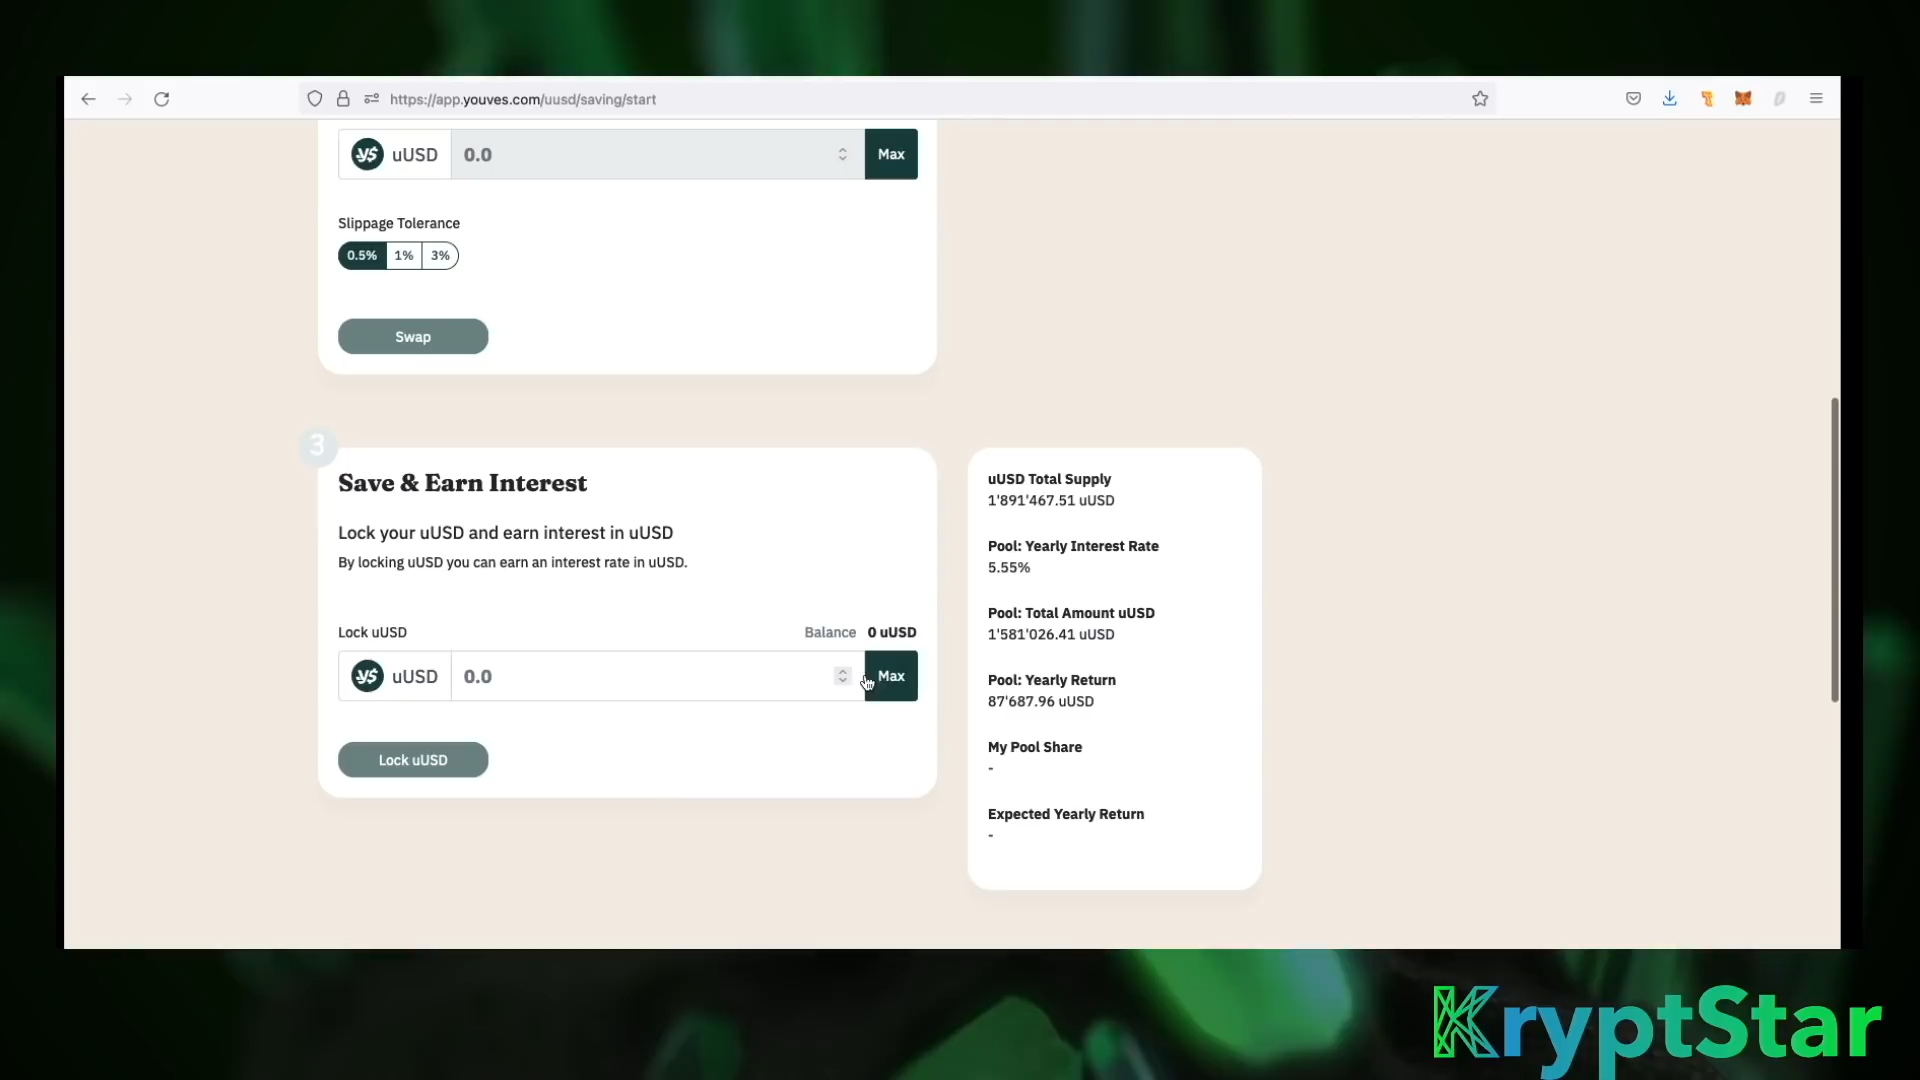 https://app.youves.com/uusd/saving/start
uUSD 0.0 Max
Slippage Tolerance
0.5% 1% 3%
Swap
3
Save & Earn Interest
Lock your uUSD and earn interest in uUSD
By locking uUSD you can earn an interest rate in uUSD.
Lock uUSD Balance 0 uUSD
uUSD 0.0 Max
Lock uUSD
uUSD Total Supply
1'891'467.51 uUSD
Pool: Yearly Interest Rate
5.55%
Pool: Total Amount uUSD
1'581'026.41 uUSD
Pool: Yearly Return
87'687.96 uUSD
My Pool Share
-
Expected Yearly Return
-
KryptStar